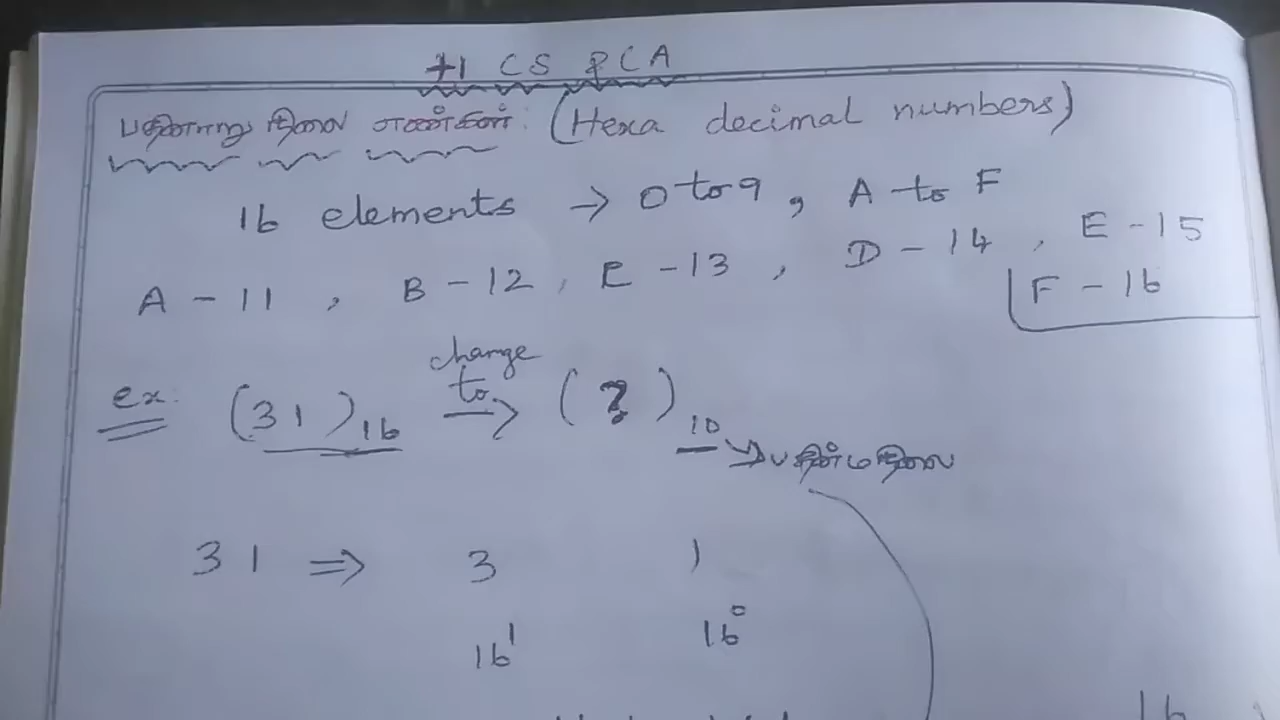 +1 CS & CA
பதினாறு நிலை எண்கள்: (Hexa decimal numbers)
16 elements → 0 to 9, A to F
A - 11, B - 12, C - 13, D - 14, E - 15
F - 16
ex: (31)₁₆ change to → (?)₁₀ → பதின்மநிலை
31 ⇒ 3 1
16¹ 16⁰
16